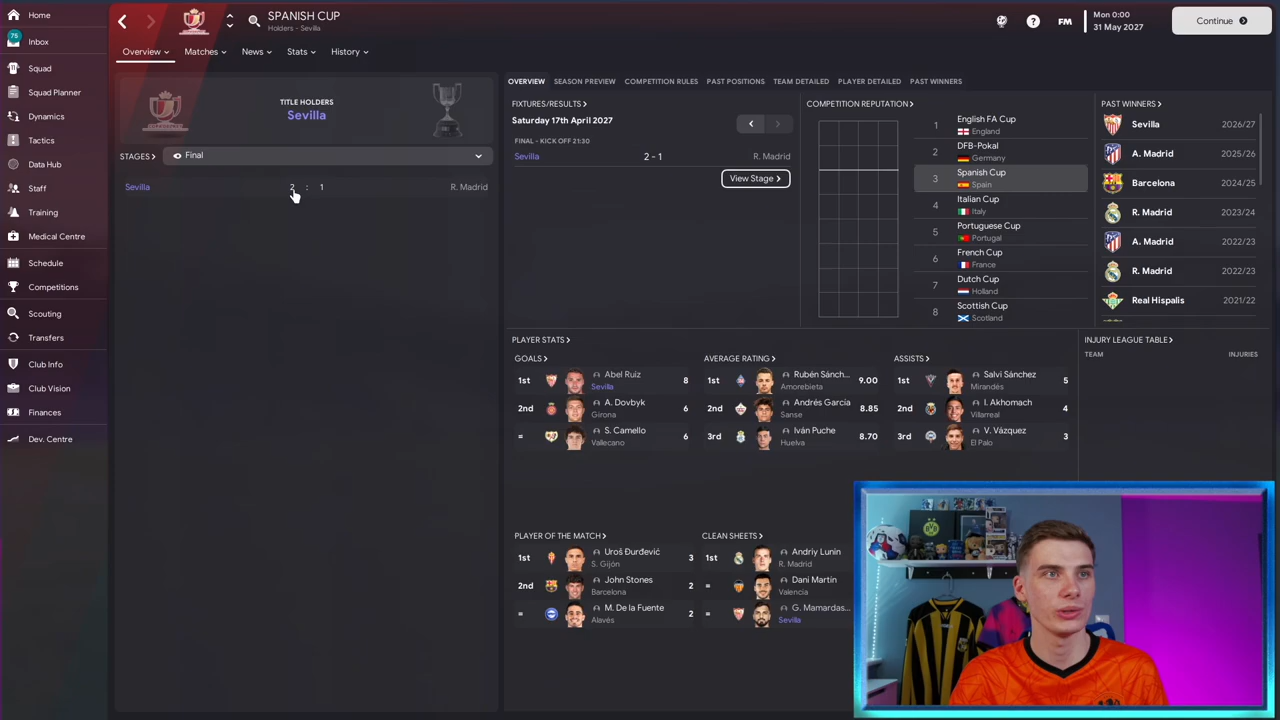 Home
75
Inbox
Squad
Squad Planner
Dynamics
Tactics
Data Hub
Staff
Training
Medical Centre
Schedule
Competitions
Scouting
Transfers
Club Info
Club Vision
Finances
Dev. Centre
SPANISH CUP
Holders - Sevilla
?
FM
Mon 0:00
31 May 2027
Continue
Overview
Matches
News
Stats
History
TITLE HOLDERS
Sevilla
STAGES
Final
Sevilla 2 : 1 R. Madrid
OVERVIEW SEASON PREVIEW COMPETITION RULES PAST POSITIONS TEAM DETAILED PLAYER DETAILED PAST WINNERS
FIXTURES/RESULTS
Saturday 17th April 2027
FINAL - KICK OFF 21:30
Sevilla 2 - 1 R. Madrid
View Stage
COMPETITION REPUTATION
1 English FA Cup
England
2 DFB-Pokal
Germany
3 Spanish Cup
Spain
4 Italian Cup
Italy
5 Portuguese Cup
Portugal
6 French Cup
France
7 Dutch Cup
Holland
8 Scottish Cup
Scotland
PAST WINNERS
Sevilla 2026/27
A. Madrid 2025/26
Barcelona 2024/25
R. Madrid 2023/24
A. Madrid 2022/23
R. Madrid 2022/23
Real Hispalis 2021/22
PLAYER STATS
GOALS
1st Abel Ruiz 8
Sevilla
2nd A. Dovbyk 6
Girona
= S. Camello 6
Vallecano
AVERAGE RATING
1st Rubén Sánch... 9.00
Amorebieta
2nd Andrés García 8.85
Sanse
3rd Iván Puche 8.70
Huelva
ASSISTS
1st Salvi Sánchez 5
Mirandés
2nd I. Akhomach 4
Villarreal
3rd V. Vázquez 3
El Palo
INJURY LEAGUE TABLE
TEAM INJURIES
PLAYER OF THE MATCH
1st Uroš Đurđević 3
S. Gijón
2nd John Stones 2
Barcelona
= M. De la Fuente 2
Alavés
CLEAN SHEETS
1st Andriy Lunin
R. Madrid
= Dani Martín
Valencia
= G. Mamardas...
Sevilla